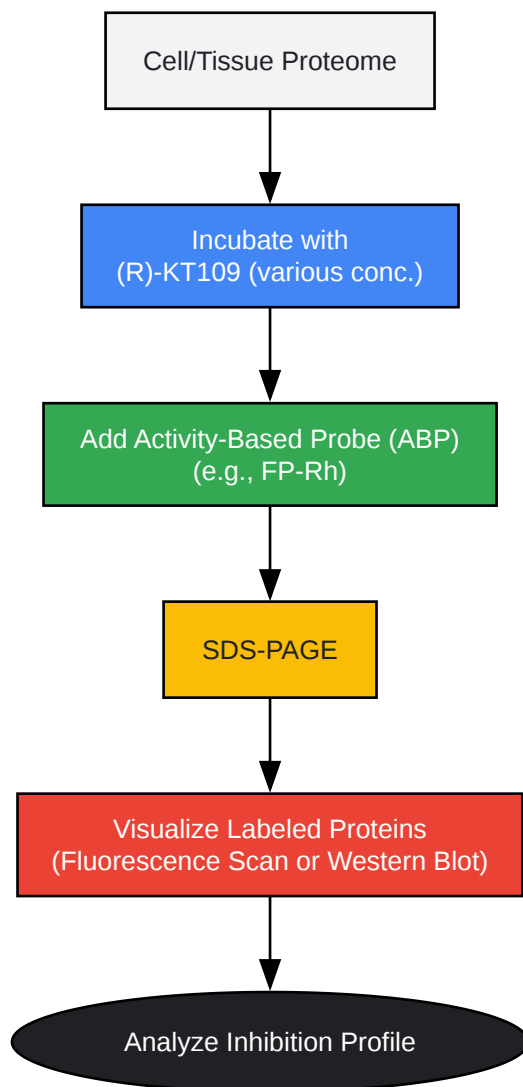 Cell/Tissue Proteome
Incubate with
(R)-KT109 (various conc.)
Add Activity-Based Probe (ABP)
(e.g., FP-Rh)
SDS-PAGE
Visualize Labeled Proteins
(Fluorescence Scan or Western Blot)
Analyze Inhibition Profile